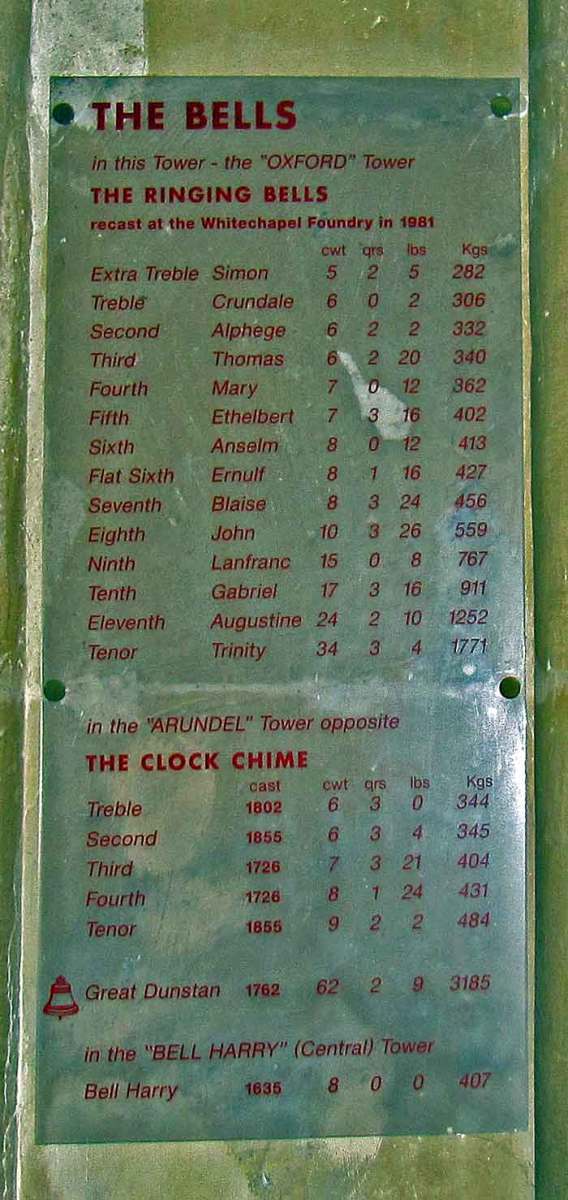 THE BELLS
in this Tower - the "OXFORD" Tower
THE RINGING BELLS
recast at the Whitechapel Foundry in 1981
cwt qrs lbs Kgs
Extra Treble Simon 5 2 5 282
Treble Crundale 6 0 2 306
Second Alphege 6 2 2 332
Third Thomas 6 2 20 340
Fourth Mary 7 0 12 362
Fifth Ethelbert 7 3 16 402
Sixth Anselm 8 0 12 413
Flat Sixth Ernulf 8 1 16 427
Seventh Blaise 8 3 24 456
Eighth John 10 3 26 559
Ninth Lanfranc 15 0 8 767
Tenth Gabriel 17 3 16 911
Eleventh Augustine 24 2 10 1252
Tenor Trinity 34 3 4 1771
in the "ARUNDEL" Tower opposite
THE CLOCK CHIME
cast cwt qrs lbs Kgs
Treble 1802 6 3 0 344
Second 1855 6 3 4 345
Third 1726 7 3 21 404
Fourth 1726 8 1 24 431
Tenor 1855 9 2 2 484
Great Dunstan 1762 62 2 9 3185
in the "BELL HARRY" (Central) Tower
Bell Harry 1635 8 0 0 407